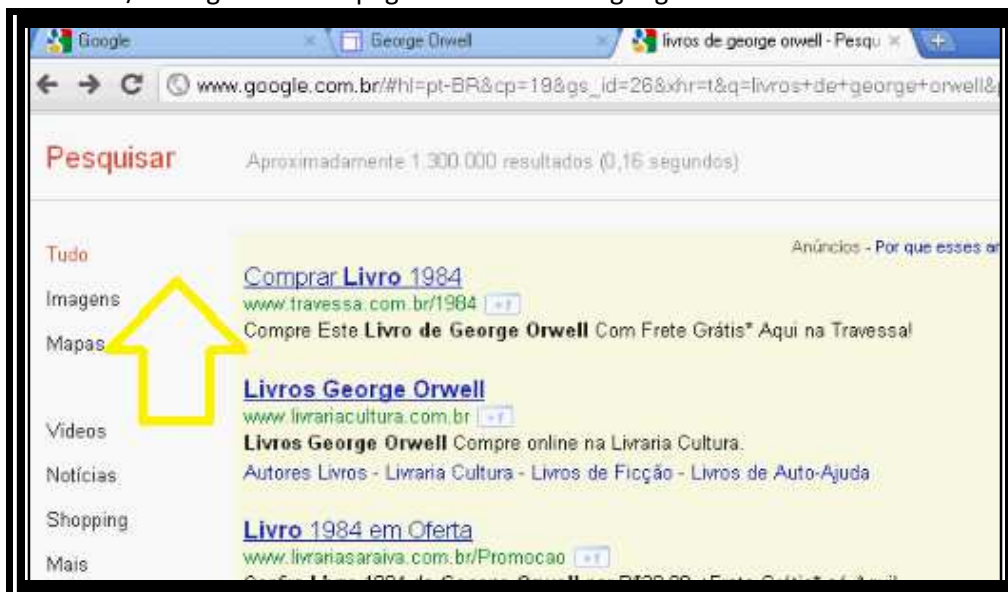 Google
George Orwell
livros de george orwell - Pesqu
www.google.com.br/#hl=pt-BR&cp=19&gs_id=26&xhr=t&q=livros+de+george+orwell&
Pesquisar
Aproximadamente 1.300.000 resultados (0,16 segundos)
Tudo
Imagens
Mapas
Vídeos
Notícias
Shopping
Mais
Anúncios - Por que esses an
Comprar Livro 1984
www.travessa.com.br/1984 +1
Compre Este Livro de George Orwell Com Frete Grátis* Aqui na Travessa!
Livros George Orwell
www.livrariacultura.com.br +1
Livros George Orwell Compre online na Livraria Cultura.
Autores Livros - Livraria Cultura - Livros de Ficção - Livros de Auto-Ajuda
Livro 1984 em Oferta
www.livrariasaraiva.com.br/Promocao +1